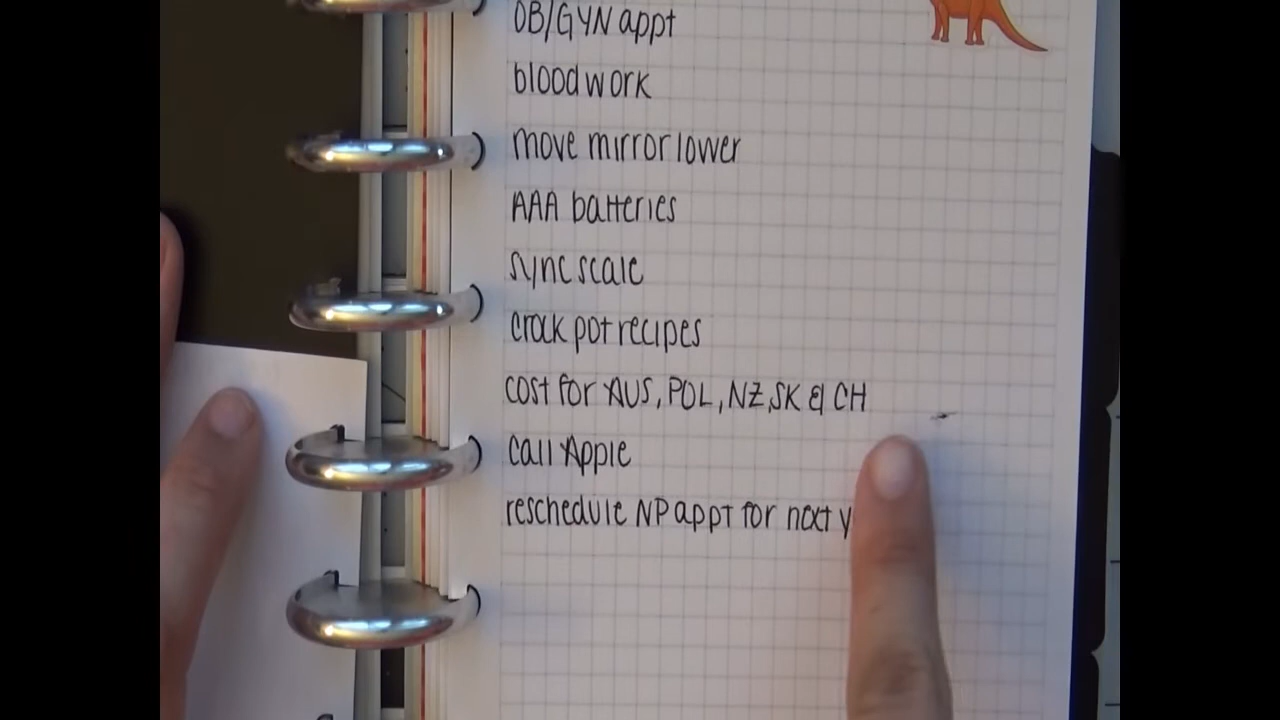 OB/GYN appt
bloodwork
move mirror lower
AAA batteries
sync scale
crock pot recipes
cost for AUS, POL, NZ, SK & CH
call Apple
reschedule NP appt for next y